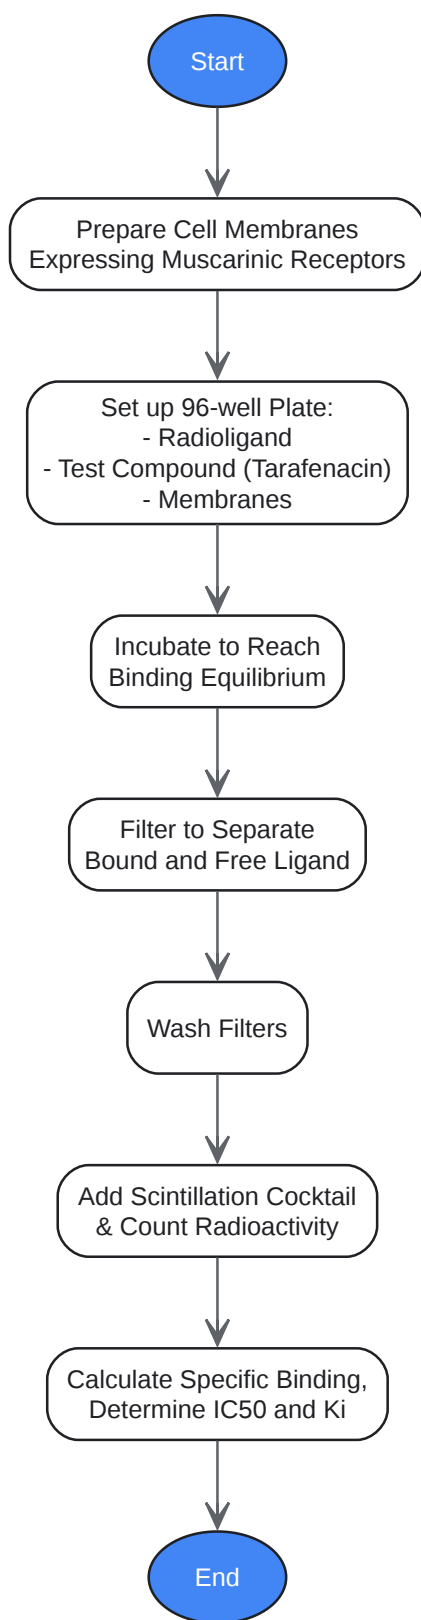 Start
Prepare Cell Membranes
Expressing Muscarinic Receptors
Set up 96-well Plate:
- Radioligand
- Test Compound (Tarafenacin)
- Membranes
Incubate to Reach
Binding Equilibrium
Filter to Separate
Bound and Free Ligand
Wash Filters
Add Scintillation Cocktail
& Count Radioactivity
Calculate Specific Binding,
Determine IC50 and Ki
End